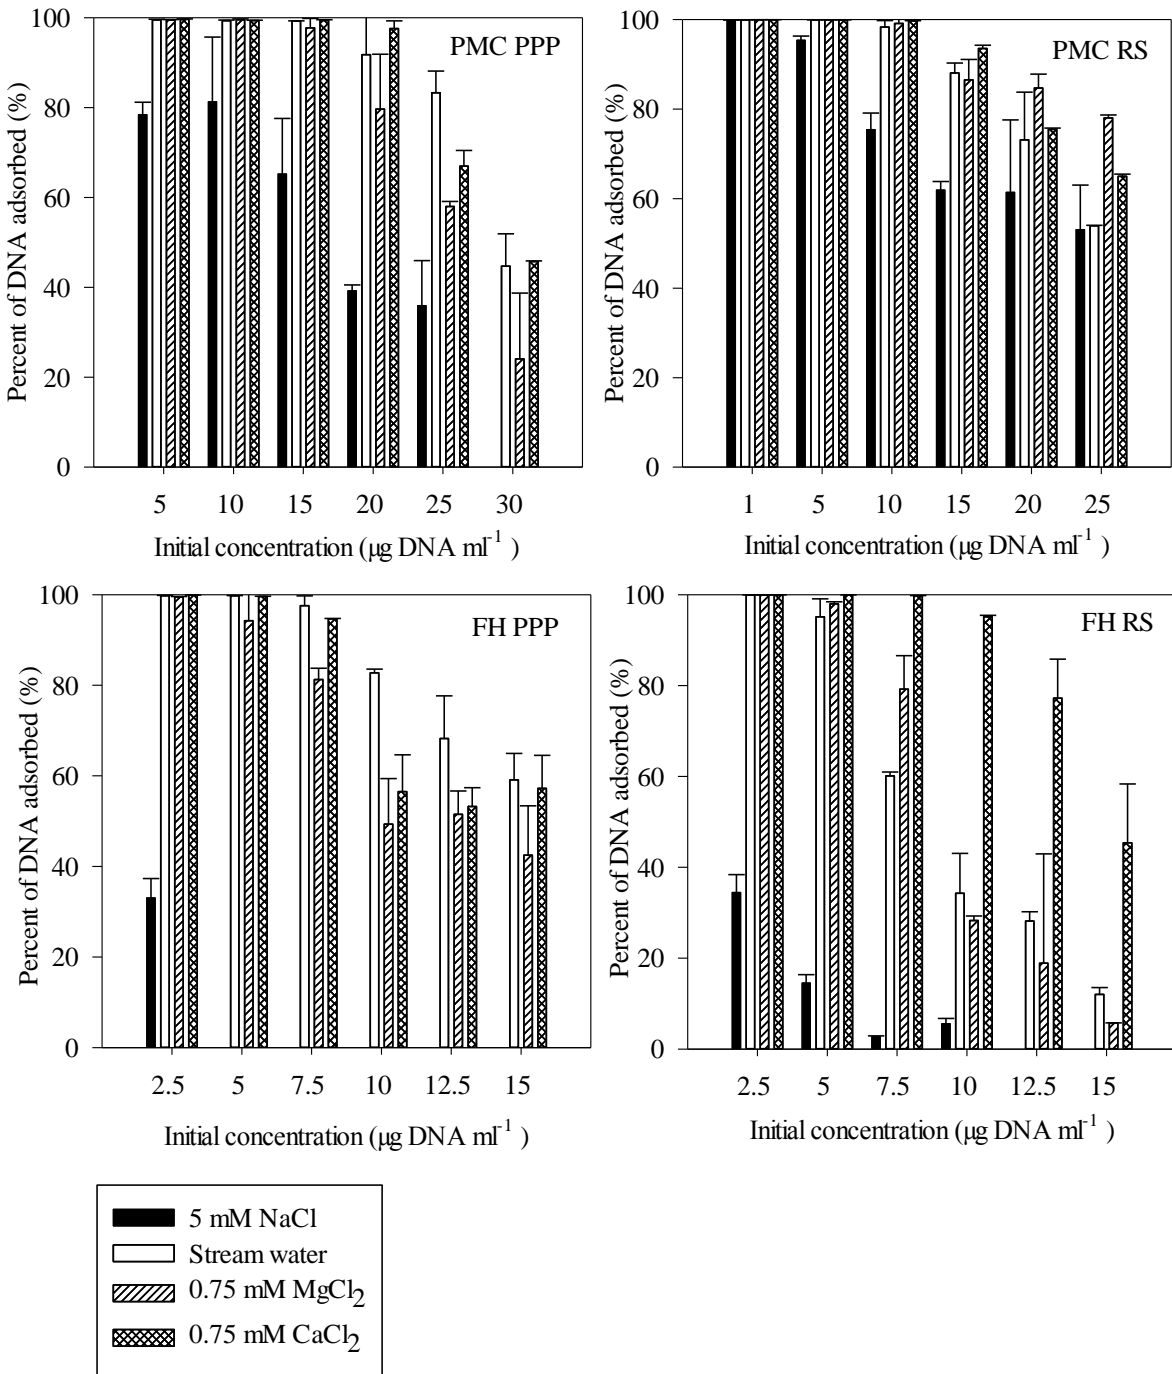 PMC PPP
Percent of DNA adsorbed (%)
100
80
60
40
20
0
5 10 15 20 25 30
Initial concentration (µg DNA ml⁻¹ )
PMC RS
Percent of DNA adsorbed (%)
100
80
60
40
20
0
1 5 10 15 20 25
Initial concentration (µg DNA ml⁻¹ )
FH PPP
Percent of DNA adsorbed (%)
100
80
60
40
20
0
2.5 5 7.5 10 12.5 15
Initial concentration (µg DNA ml⁻¹ )
FH RS
Percent of DNA adsorbed (%)
100
80
60
40
20
0
2.5 5 7.5 10 12.5 15
Initial concentration (µg DNA ml⁻¹ )
5 mM NaCl
Stream water
0.75 mM MgCl₂
0.75 mM CaCl₂